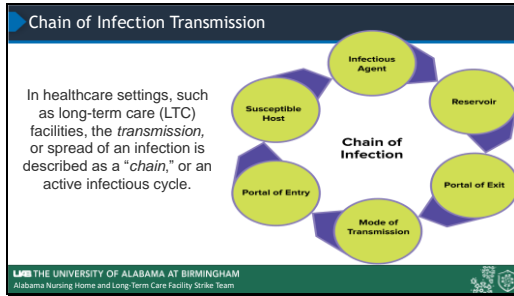 Chain of Infection Transmission
In healthcare settings, such
as long-term care (LTC)
facilities, the transmission,
or spread of an infection is
described as a “chain,” or an
active infectious cycle.
Infectious
Agent
Reservoir
Portal of Exit
Mode of
Transmission
Portal of Entry
Susceptible
Host
Chain of
Infection
UAB THE UNIVERSITY OF ALABAMA AT BIRMINGHAM
Alabama Nursing Home and Long-Term Care Facility Strike Team